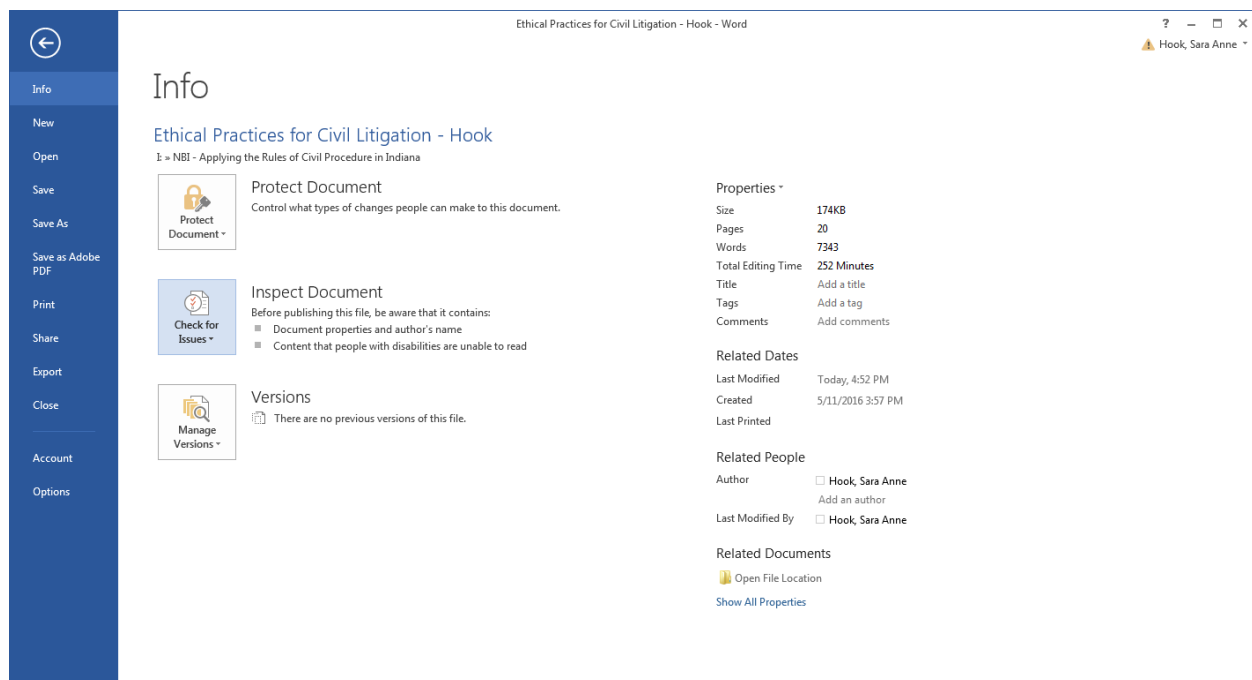 Ethical Practices for Civil Litigation - Hook - Word
?
Hook, Sara Anne
Info
New
Open
Save
Save As
Save as Adobe
PDF
Print
Share
Export
Close
Account
Options
Info
Ethical Practices for Civil Litigation - Hook
I: » NBI - Applying the Rules of Civil Procedure in Indiana
Protect
Document
Protect Document
Control what types of changes people can make to this document.
Check for
Issues
Inspect Document
Before publishing this file, be aware that it contains:
Document properties and author's name
Content that people with disabilities are unable to read
Manage
Versions
Versions
There are no previous versions of this file.
Properties
Size 174KB
Pages 20
Words 7343
Total Editing Time 252 Minutes
Title Add a title
Tags Add a tag
Comments Add comments
Related Dates
Last Modified Today, 4:52 PM
Created 5/11/2016 3:57 PM
Last Printed
Related People
Author Hook, Sara Anne
Add an author
Last Modified By Hook, Sara Anne
Related Documents
Open File Location
Show All Properties